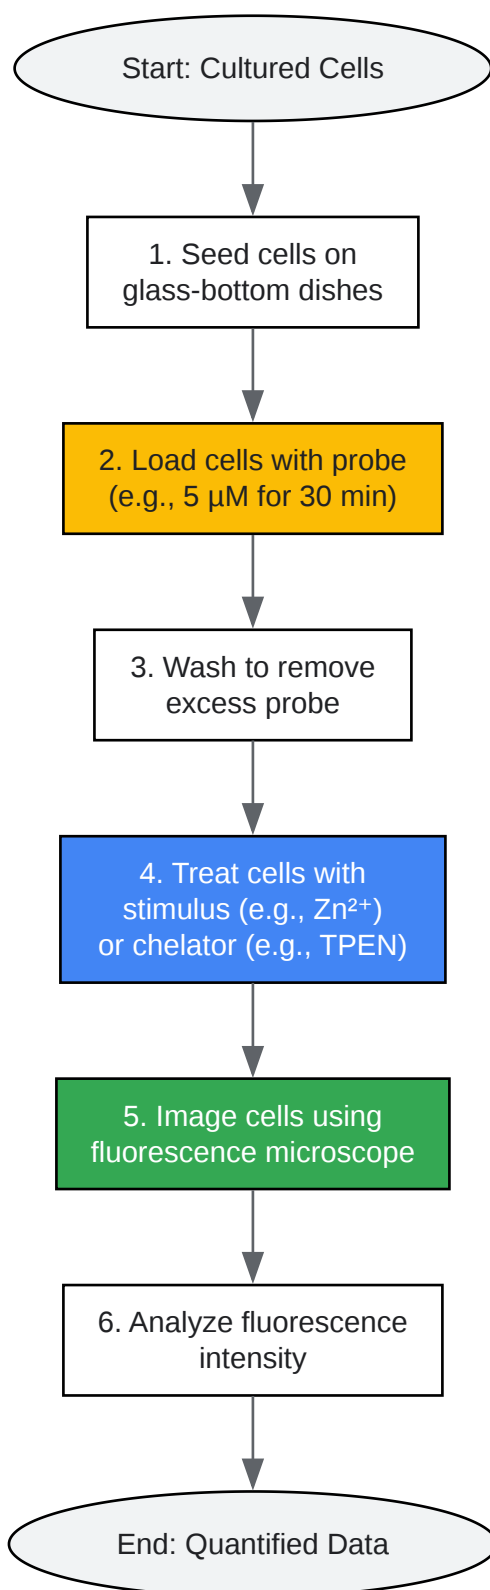 Start: Cultured Cells
1. Seed cells on
glass-bottom dishes
2. Load cells with probe
(e.g., 5 µM for 30 min)
3. Wash to remove
excess probe
4. Treat cells with
stimulus (e.g., Zn²⁺)
or chelator (e.g., TPEN)
5. Image cells using
fluorescence microscope
6. Analyze fluorescence
intensity
End: Quantified Data